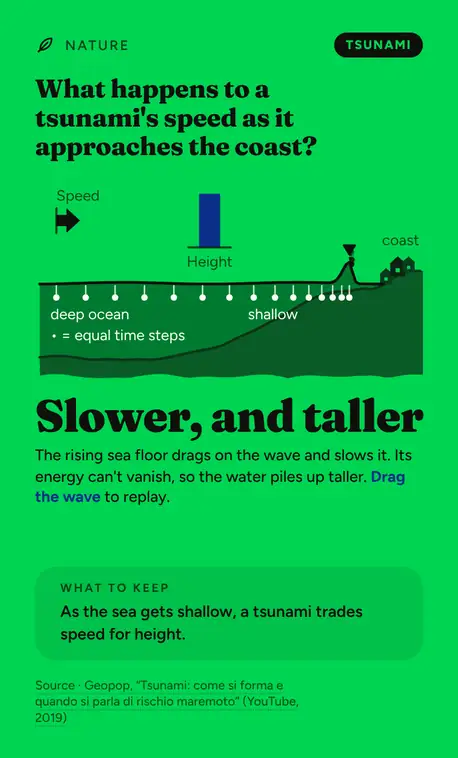 NATURE
TSUNAMI
What happens to a
tsunami's speed as it
approaches the coast?
Speed
Height
coast
deep ocean
shallow
• = equal time steps
Slower, and taller
The rising sea floor drags on the wave and slows it. Its
energy can't vanish, so the water piles up taller. Drag
the wave to replay.
WHAT TO KEEP
As the sea gets shallow, a tsunami trades
speed for height.
Source · Geopop, “Tsunami: come si forma e
quando si parla di rischio maremoto” (YouTube,
2019)